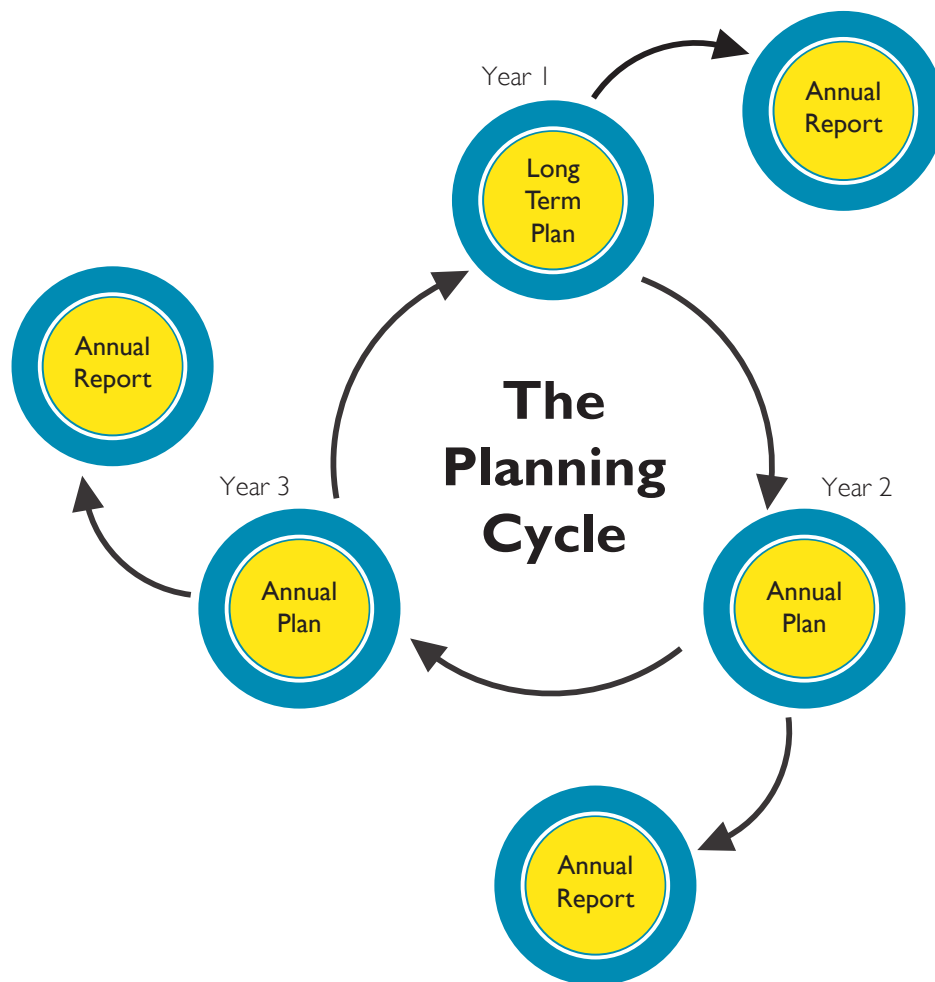 Year 1
Long
Term
Plan
Annual
Report
The
Planning
Cycle
Year 2
Annual
Plan
Annual
Report
Year 3
Annual
Plan
Annual
Report